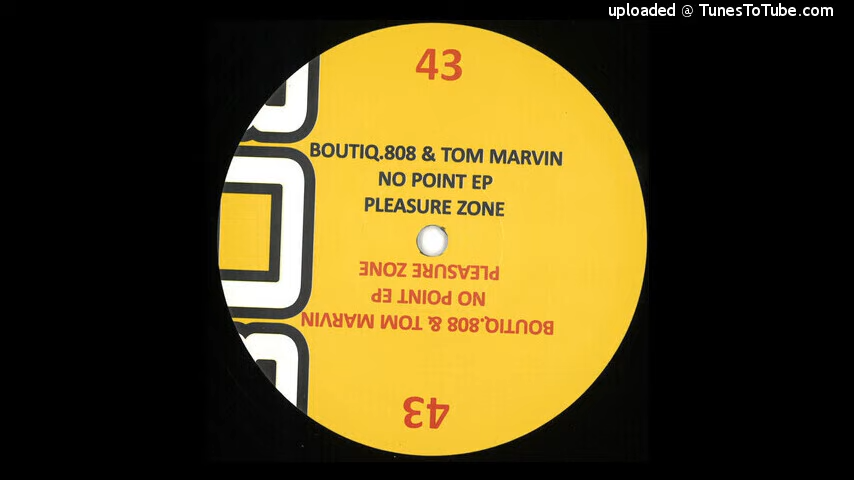 uploaded @ TunesToTube.com
43
BOUTIQ.808 & TOM MARVIN
NO POINT EP
PLEASURE ZONE
PLEASURE ZONE
NO POINT EP
BOUTIQ.808 & TOM MARVIN
43